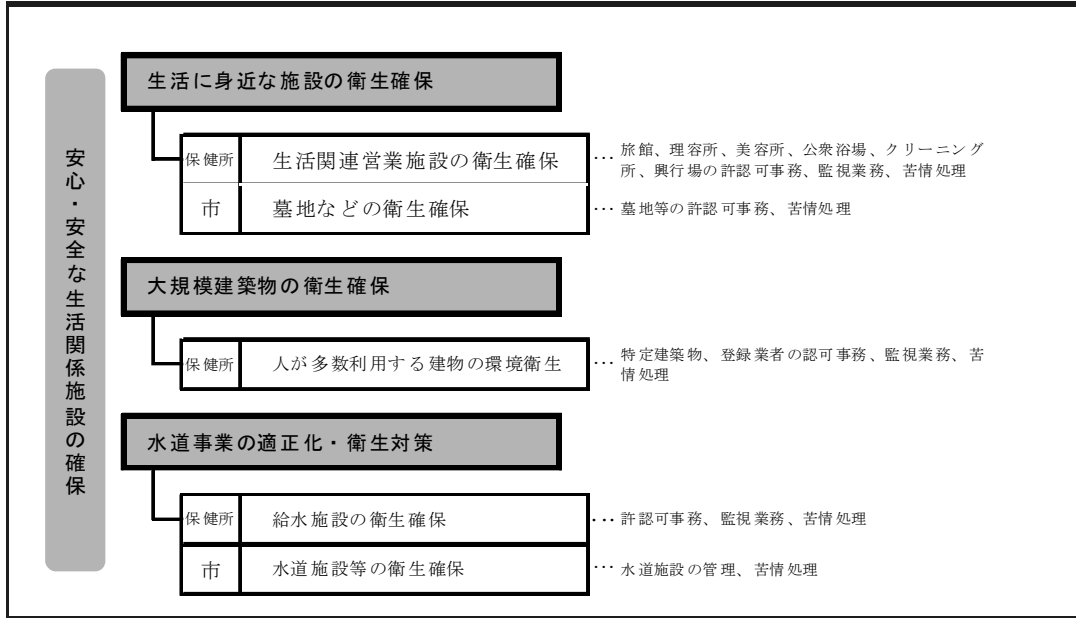 安心・安全な生活関係施設の確保
生活に身近な施設の衛生確保
保健所 生活関連営業施設の衛生確保 … 旅館、理容所、美容所、公衆浴場、クリーニング
所、興行場の許認可事務、監視業務、苦情処理
市 墓地などの衛生確保 … 墓地等の許認可事務、苦情処理
大規模建築物の衛生確保
保健所 人が多数利用する建物の環境衛生 … 特定建築物、登録業者の認可事務、監視業務、苦
情処理
水道事業の適正化・衛生対策
保健所 給水施設の衛生確保 … 許認可事務、監視業務、苦情処理
市 水道施設等の衛生確保 … 水道施設の管理、苦情処理